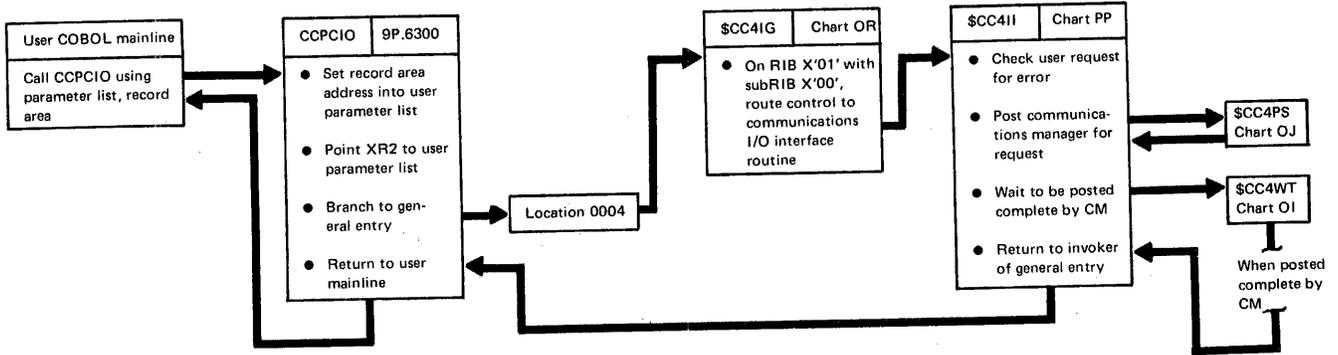 User COBOL mainline
Call CCPCIO using
parameter list, record
area
CCPCIO
9P.6300
● Set record area
address into user
parameter list
● Point XR2 to user
parameter list
● Branch to gen-
eral entry
● Return to user
mainline
Location 0004
$CC4IG
Chart OR
● On RIB X'01' with
subRIB X'00',
route control to
communications
I/O interface
routine
$CC4II
Chart PP
● Check user request
for error
● Post communica-
tions manager for
request
● Wait to be posted
complete by CM
● Return to invoker
of general entry
$CC4PS
Chart OJ
$CC4WT
Chart OI
When posted
complete by
CM